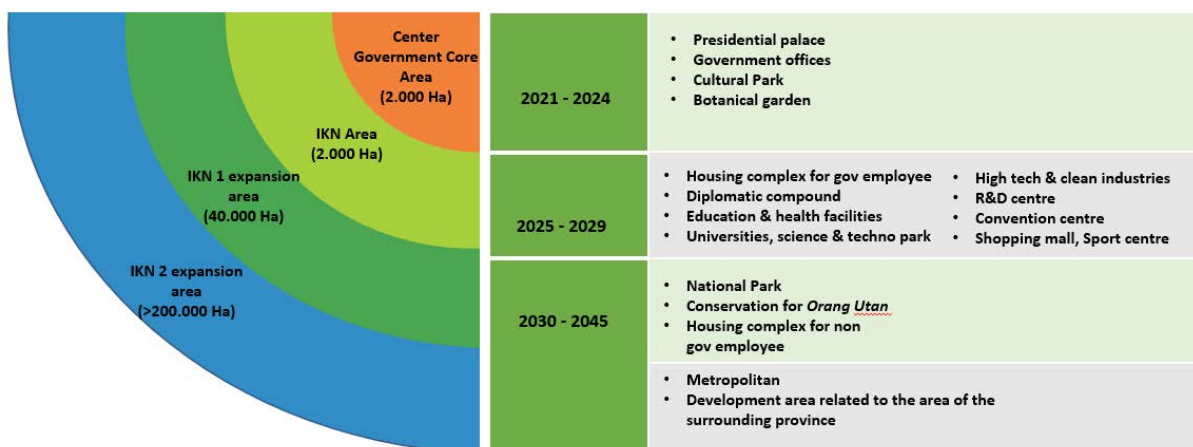 Center
Government Core
Area
(2.000 Ha)
IKN Area
(2.000 Ha)
IKN 1 expansion
area
(40.000 Ha)
IKN 2 expansion
area
(>200.000 Ha)
2021 - 2024
• Presidential palace
• Government offices
• Cultural Park
• Botanical garden
2025 - 2029
• Housing complex for gov employee
• Diplomatic compound
• Education & health facilities
• Universities, science & techno park
• High tech & clean industries
• R&D centre
• Convention centre
• Shopping mall, Sport centre
2030 - 2045
• National Park
• Conservation for Orang Utan
• Housing complex for non
gov employee
• Metropolitan
• Development area related to the area of the
surrounding province